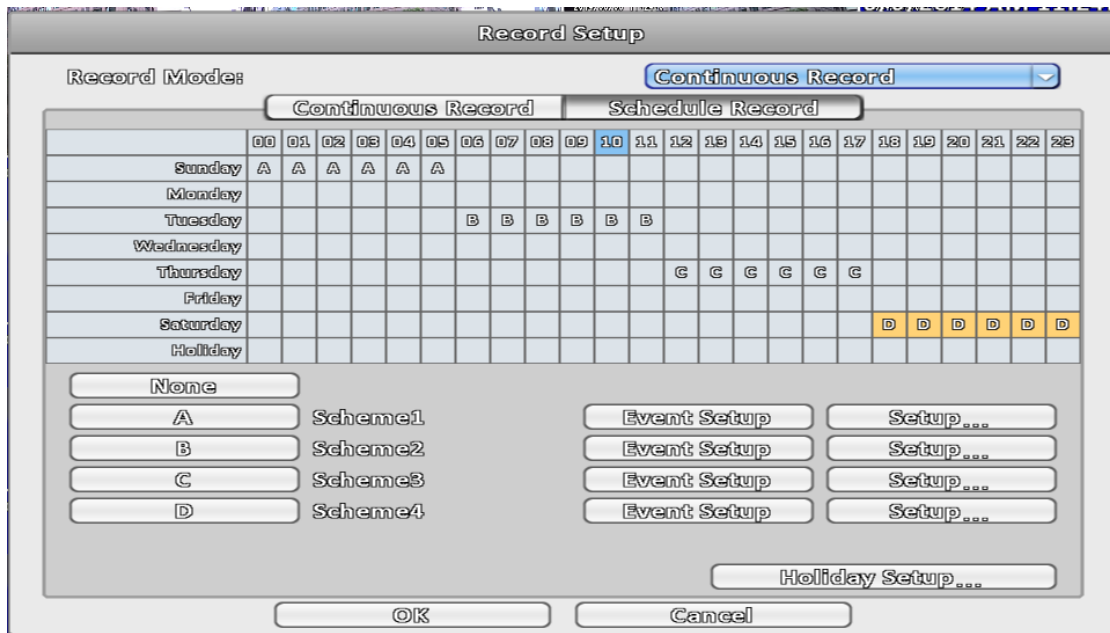 Record Setup
Record Mode: Continuous Record
Continuous Record Schedule Record
00 01 02 03 04 05 06 07 08 09 10 11 12 13 14 15 16 17 18 19 20 21 22 23
Sunday A A A A A A
Monday
Tuesday B B B B B B
Wednesday
Thursday C C C C C C
Friday
Saturday D D D D D D
Holiday
None
A Scheme1 Event Setup Setup...
B Scheme2 Event Setup Setup...
C Scheme3 Event Setup Setup...
D Scheme4 Event Setup Setup...
Holiday Setup...
OK Cancel